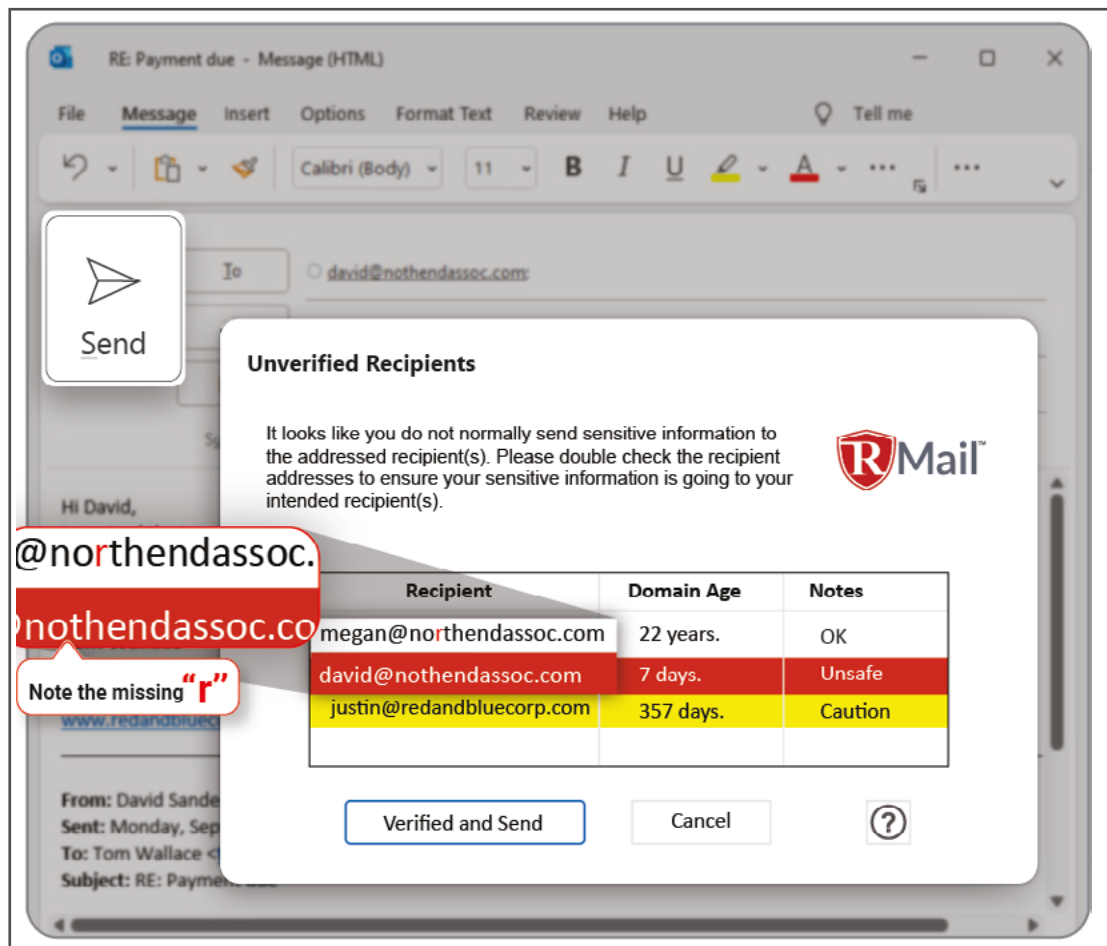 RE: Payment due - Message (HTML)
File Message Insert Options Format Text Review Help Tell me
Calibri (Body) 11 B I U A
To david@nothendassoc.com;
Send
Unverified Recipients
It looks like you do not normally send sensitive information to
the addressed recipient(s). Please double check the recipient
addresses to ensure your sensitive information is going to your
intended recipient(s).
RMail™
Hi David,
@northendassoc.
@nothendassoc.co
Note the missing “r”
Recipient Domain Age Notes
megan@northendassoc.com 22 years. OK
david@nothendassoc.com 7 days. Unsafe
justin@redandbluecorp.com 357 days. Caution
www.redandbluec
From: David Sande
Sent: Monday, Sep
To: Tom Wallace <
Subject: RE: Payment due
Verified and Send Cancel ?